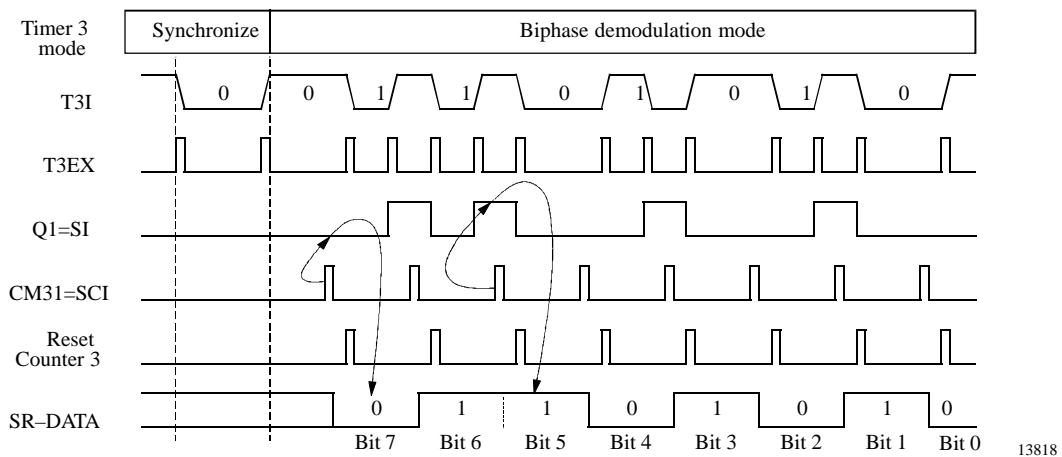 Timer 3
mode
Synchronize
Biphase demodulation mode
T3I
0 0 1 1 0 1 0 1 0
T3EX
Q1=SI
CM31=SCI
Reset
Counter 3
SR–DATA
0 1 1 0 1 0 1 0
Bit 7 Bit 6 Bit 5 Bit 4 Bit 3 Bit 2 Bit 1 Bit 0
13818